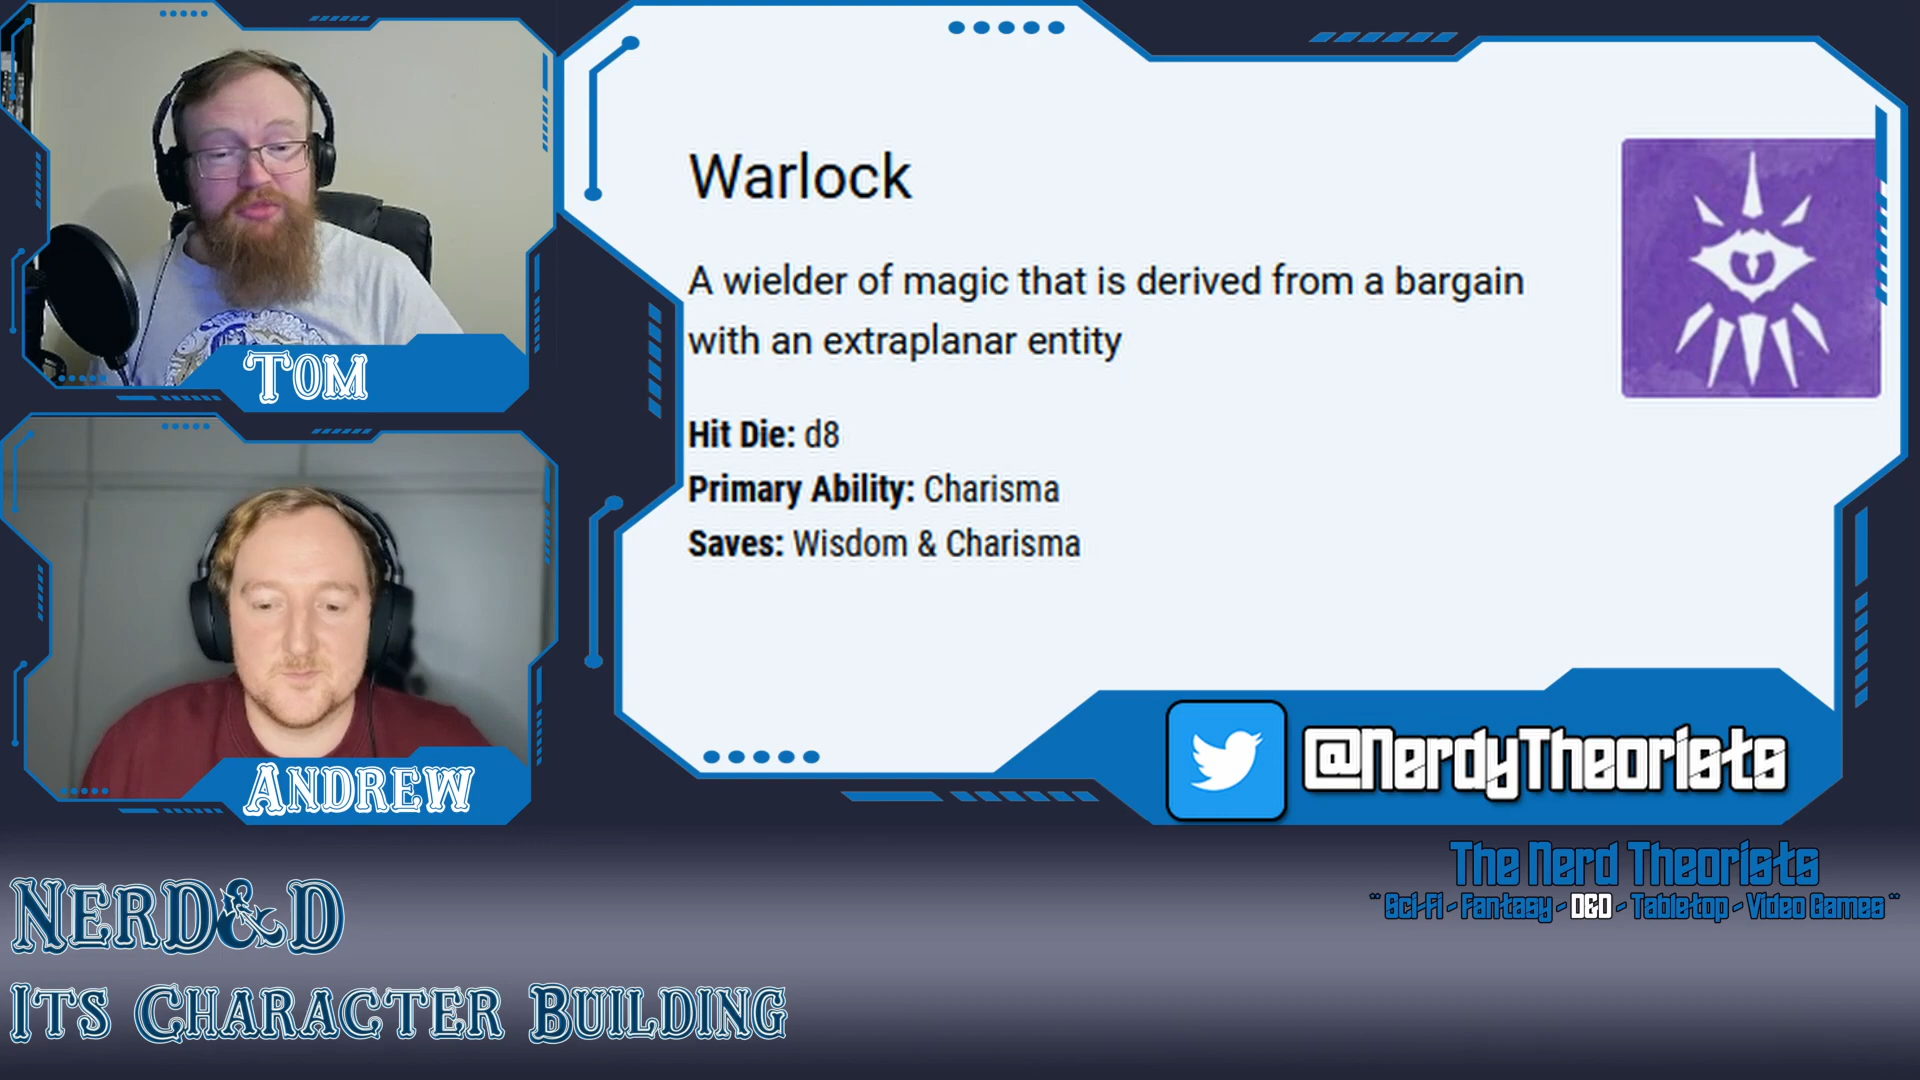 Tom
Andrew
Warlock
A wielder of magic that is derived from a bargain
with an extraplanar entity
Hit Die: d8
Primary Ability: Charisma
Saves: Wisdom & Charisma
@NerdyTheorists
The Nerd Theorists
¨ Sci-Fi - Fantasy - D&D - Tabletop - Video Games ¨
NerD&D
Its Character Building